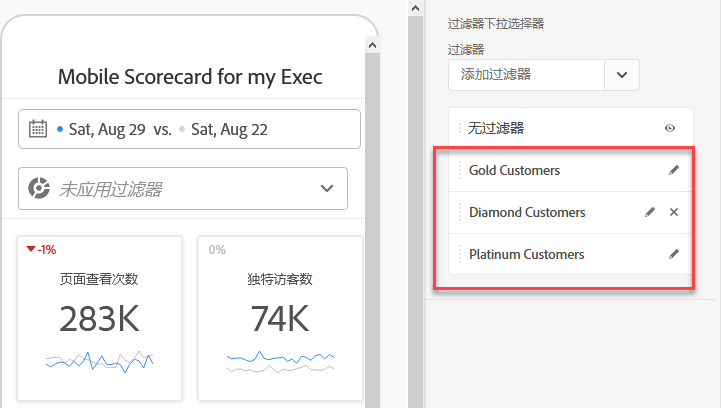 Mobile Scorecard for my Exec
Sat, Aug 29 vs. Sat, Aug 22
未应用过滤器
-1%
页面查看次数
283K
0%
独特访客数
74K
过滤器下拉选择器
过滤器
添加过滤器
无过滤器
Gold Customers
Diamond Customers
Platinum Customers